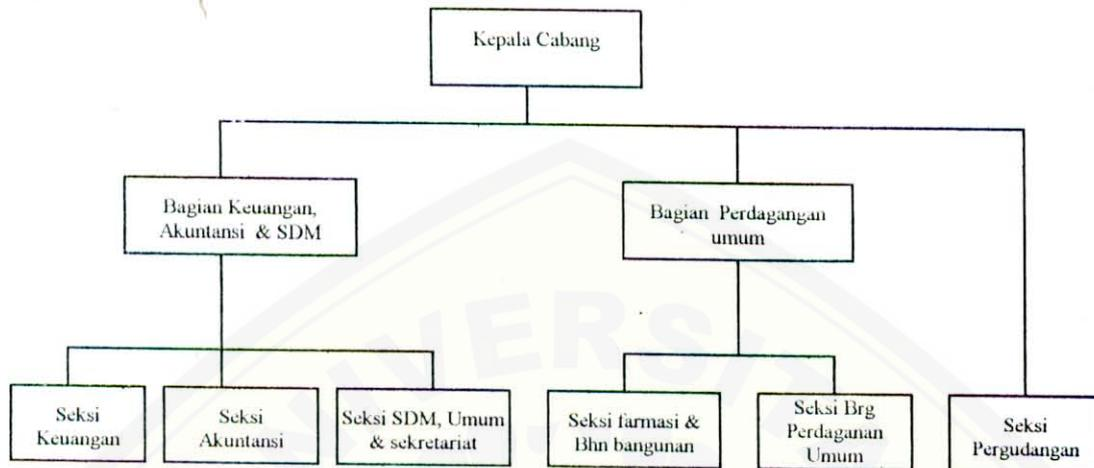 Kepala Cabang
Bagian Keuangan,
Akuntansi & SDM
Bagian Perdagangan
umum
Seksi
Keuangan
Seksi
Akuntansi
Seksi SDM, Umum
& sekretariat
Seksi farmasi &
Bhn bangunan
Seksi Brg
Perdaganan
Umum
Seksi
Pergudangan